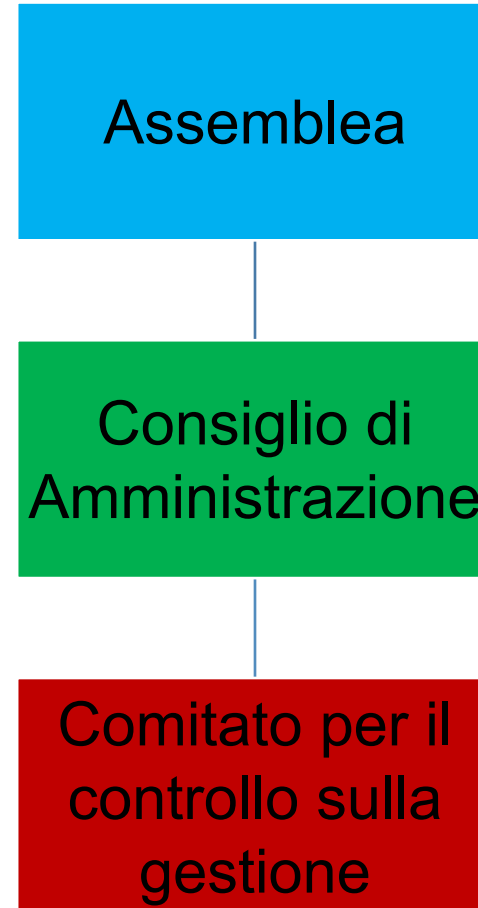 Assemblea
Consiglio di
Amministrazione
Comitato per il
controllo sulla
gestione